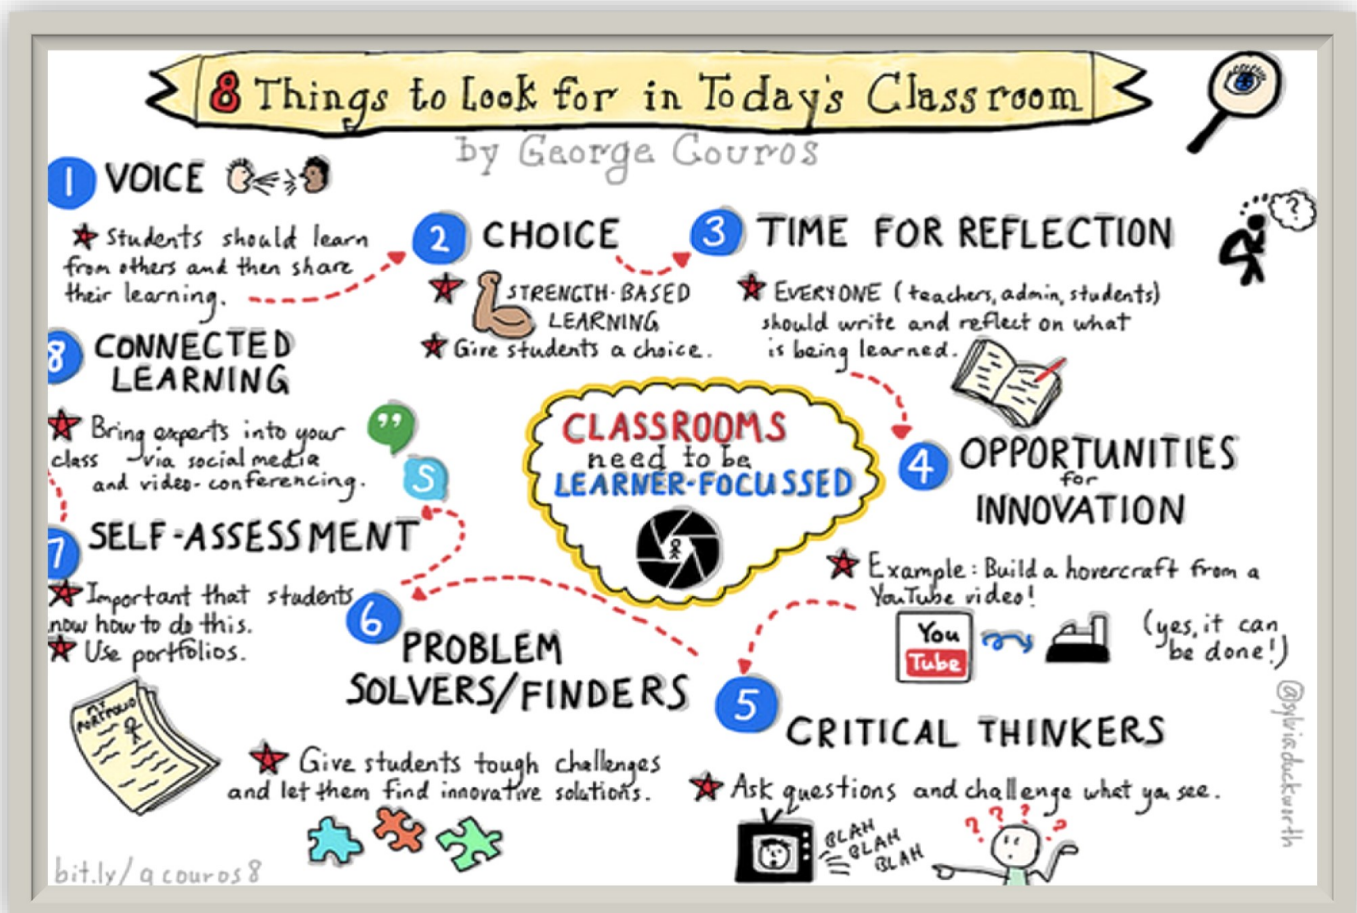 8 Things to Look for in Today's Classroom
by George Couros
1 VOICE
Students should learn
from others and then share
their learning.
2 CHOICE
STRENGTH-BASED
LEARNING
Give students a choice.
3 TIME FOR REFLECTION
?
EVERYONE (teachers, admin, students)
should write and reflect on what
is being learned.
CLASSROOMS
need to be
LEARNER-FOCUSSED
4 OPPORTUNITIES
for
INNOVATION
Example: Build a hovercraft from a
YouTube video!
You
Tube
(yes, it can
be done!)
5
CRITICAL THINKERS
Ask questions and challenge what you see.
BLAH
BLAH
BLAH
? ? ? ?
6
PROBLEM
SOLVERS/FINDERS
Give students tough challenges
and let them find innovative solutions.
7 SELF-ASSESSMENT
Important that students
now how to do this.
Use portfolios.
MY
PORTFOLIO
8 CONNECTED
LEARNING
Bring experts into your
class via social media
and video-conferencing.
"
S
@sylviaduckworth
bit.ly/gcouros8